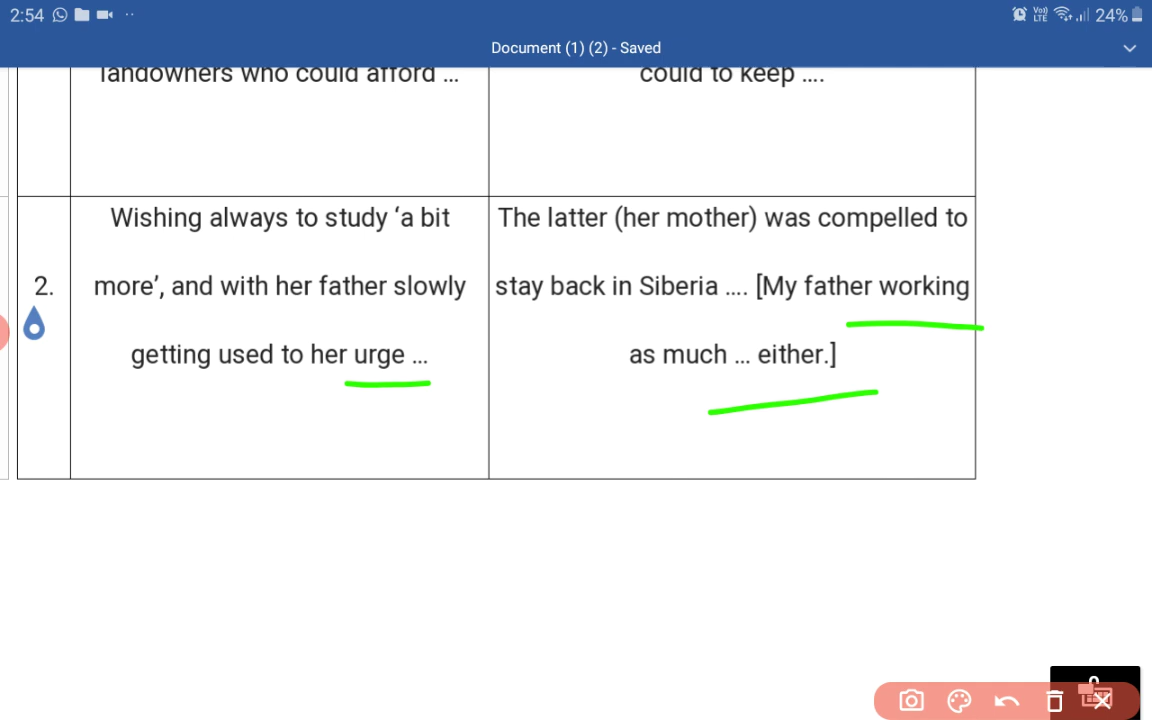 2:54
Vo))
LTE
24%
Document (1) (2) - Saved
landowners who could afford ...
could to keep ....
2.
Wishing always to study ‘a bit
more’, and with her father slowly
getting used to her urge ...
The latter (her mother) was compelled to
stay back in Siberia .... [My father working
as much ... either.]